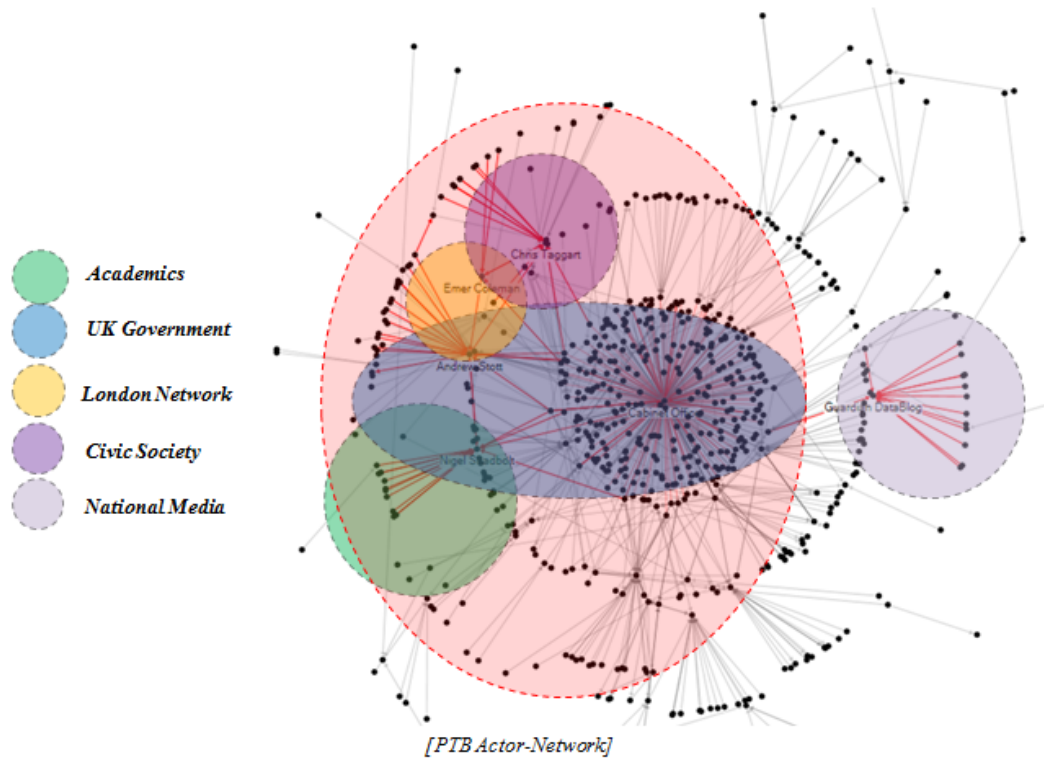 Academics
UK Government
London Network
Civic Society
National Media
Chris Taggart
Emer Coleman
Andrew Stott
Cabinet Office
Guardian DataBlog
Nigel Shadbolt
[PTB Actor-Network]